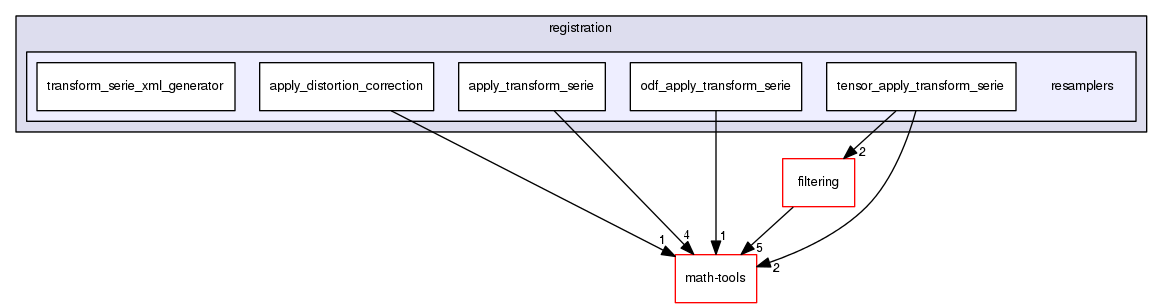 registration
transform_serie_xml_generator
apply_distortion_correction
apply_transform_serie
odf_apply_transform_serie
tensor_apply_transform_serie
resamplers
2
filtering
1
4
1
5
2
math-tools